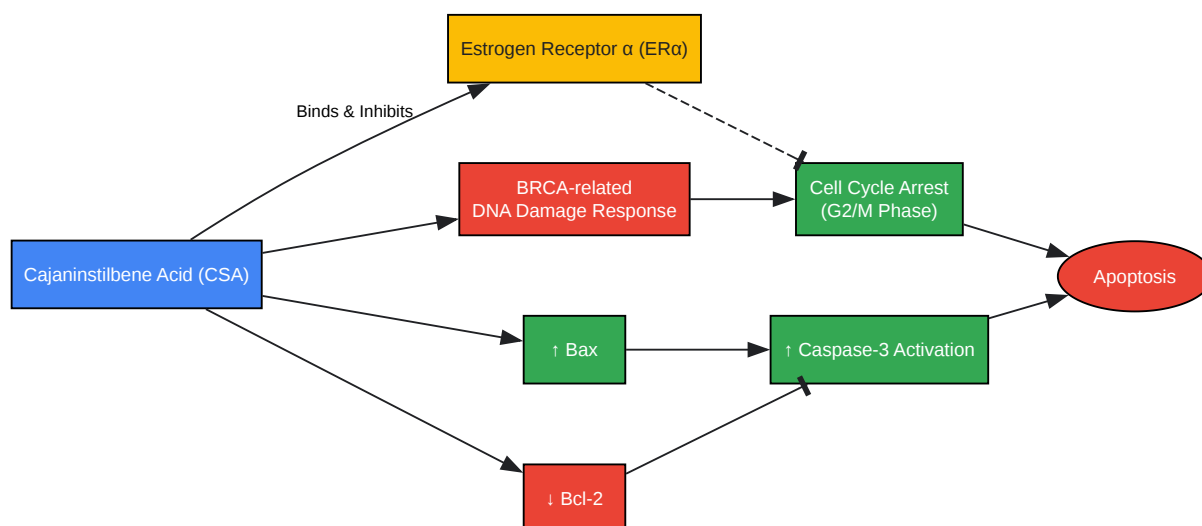 Estrogen Receptor α (ERα)
Binds & Inhibits
BRCA-related
DNA Damage Response
Cell Cycle Arrest
(G2/M Phase)
Cajaninstilbene Acid (CSA)
Apoptosis
↑ Bax
↑ Caspase-3 Activation
↓ Bcl-2